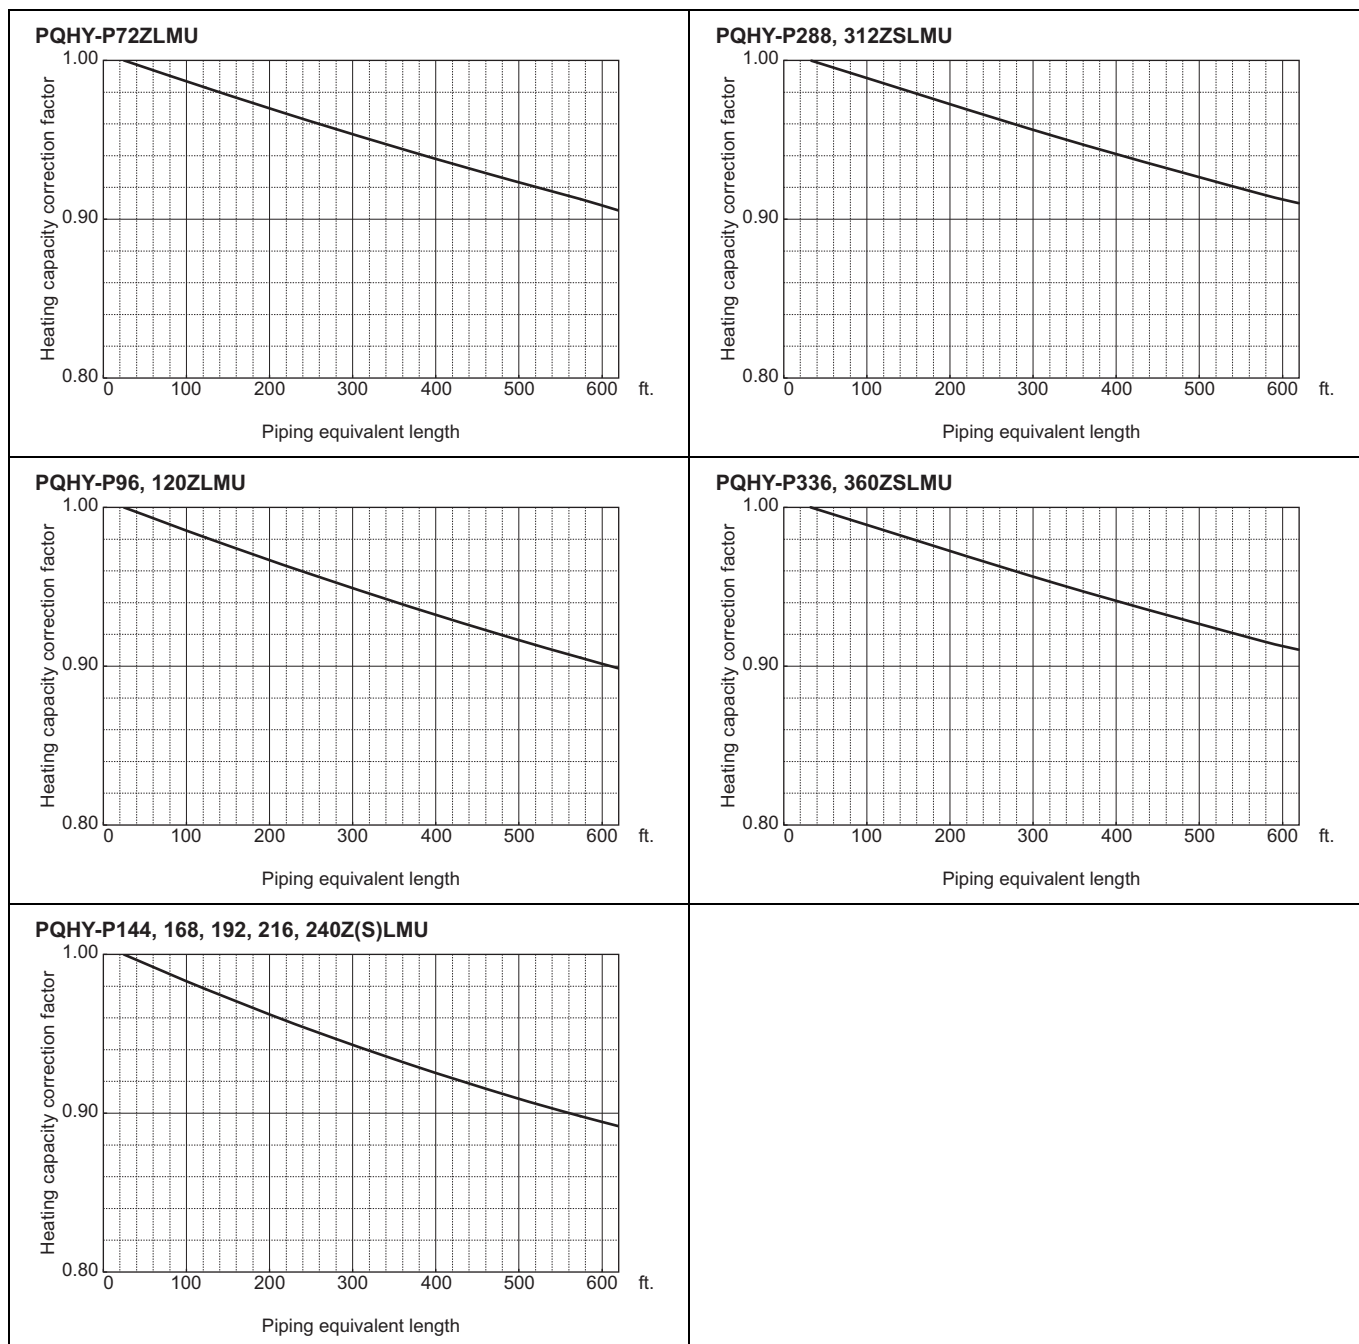 PQHY-P72ZLMU
Heating capacity correction factor
1.00
0.90
0.80
0 100 200 300 400 500 600 ft.
Piping equivalent length
PQHY-P288, 312ZSLMU
Heating capacity correction factor
1.00
0.90
0.80
0 100 200 300 400 500 600 ft.
Piping equivalent length
PQHY-P96, 120ZLMU
Heating capacity correction factor
1.00
0.90
0.80
0 100 200 300 400 500 600 ft.
Piping equivalent length
PQHY-P336, 360ZSLMU
Heating capacity correction factor
1.00
0.90
0.80
0 100 200 300 400 500 600 ft.
Piping equivalent length
PQHY-P144, 168, 192, 216, 240Z(S)LMU
Heating capacity correction factor
1.00
0.90
0.80
0 100 200 300 400 500 600 ft.
Piping equivalent length